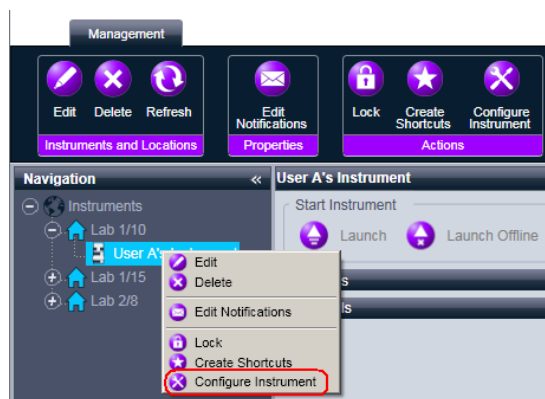 Management
Edit Delete Refresh
Edit Notifications
Lock
Create Shortcuts
Configure Instrument
Instruments and Locations
Properties
Actions
Navigation «
User A's Instrument
Instruments
Start Instrument
Lab 1/10
Launch Launch Offline
User A's
Edit
Lab 1/15
Delete
Lab 2/8
Edit Notifications
Lock
Create Shortcuts
Configure Instrument